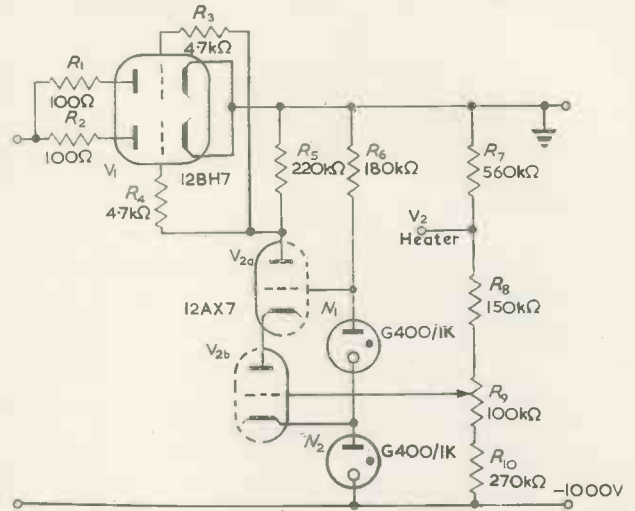 R3
4·7kΩ
R1
100Ω
R2
100Ω
V1
12BH7
R4
4·7kΩ
R5
220kΩ
R6
180kΩ
R7
560kΩ
V2
Heater
V2a
12AX7
N1
G400/1K
R8
150kΩ
V2b
R9
100kΩ
N2
G400/1K
R10
270kΩ
-1000V